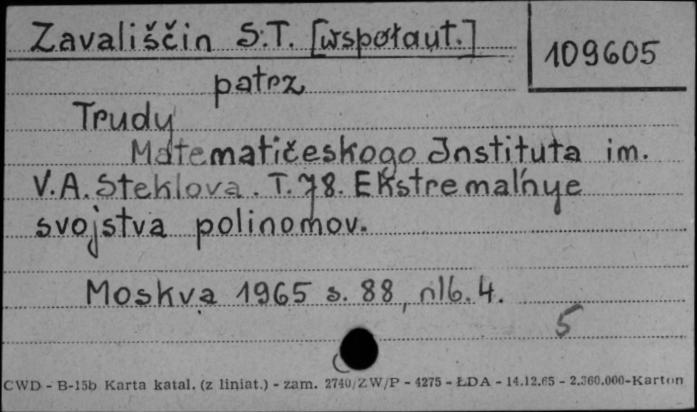 Zavališčin S.T. [współaut.]
109605
patrz
Trudy
Matematičeskogo Instituta im.
V.A. Steklova. T. 78. Ekstremal'nye
svojstva polinomov.
Moskva 1965 s. 88, nlb. 4.
5
CWD - B-15b Karta katal. (z liniat.) - zam. 2740/ZW/P - 4275 - ŁDA - 14.12.65 - 2.360.000-Karton